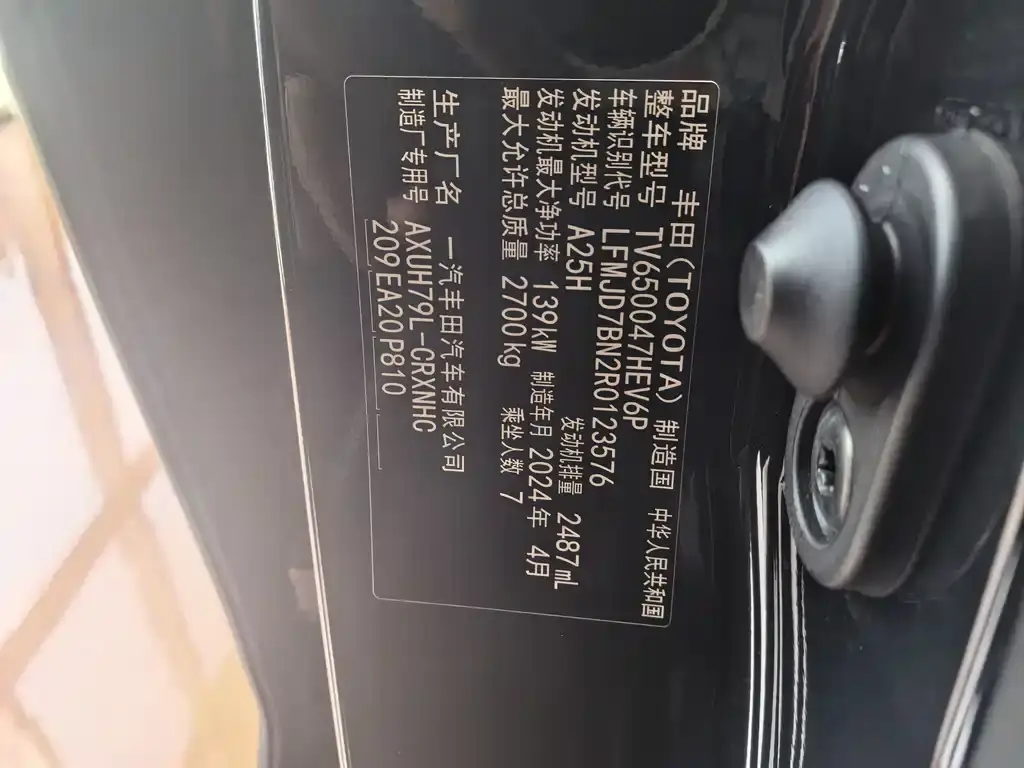 品牌 丰田(TOYOTA) 制造国 中华人民共和国
整车型号 TV650047HEV6P
车辆识别代号 LFMJD7BN2R0123576
发动机型号 A25H 发动机排量 2487mL
发动机最大净功率 139kW 制造年月 2024年 4月
最大允许总质量 2700kg 乘坐人数 7
生产厂名 一汽丰田汽车有限公司
制造厂专用号 AXUH79L-CRXNHC
209EA20P810